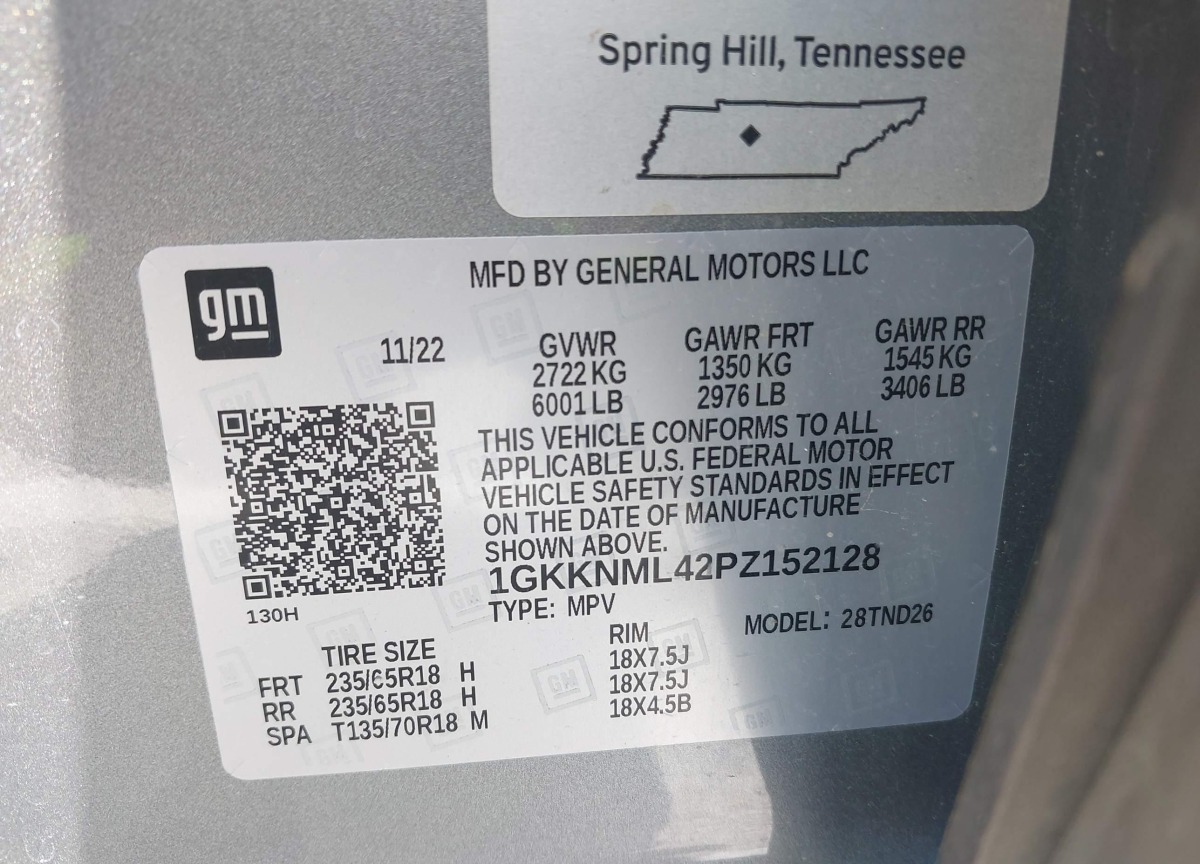 Spring Hill, Tennessee
gm
MFD BY GENERAL MOTORS LLC
11/22
GVWR GAWR FRT GAWR RR
2722 KG 1350 KG 1545 KG
6001 LB 2976 LB 3406 LB
THIS VEHICLE CONFORMS TO ALL
APPLICABLE U.S. FEDERAL MOTOR
VEHICLE SAFETY STANDARDS IN EFFECT
ON THE DATE OF MANUFACTURE
SHOWN ABOVE.
1GKKNML42PZ152128
130H
TYPE: MPV MODEL: 28TND26
TIRE SIZE RIM
FRT 235/65R18 H 18X7.5J
RR 235/65R18 H 18X7.5J
SPA T135/70R18 M 18X4.5B